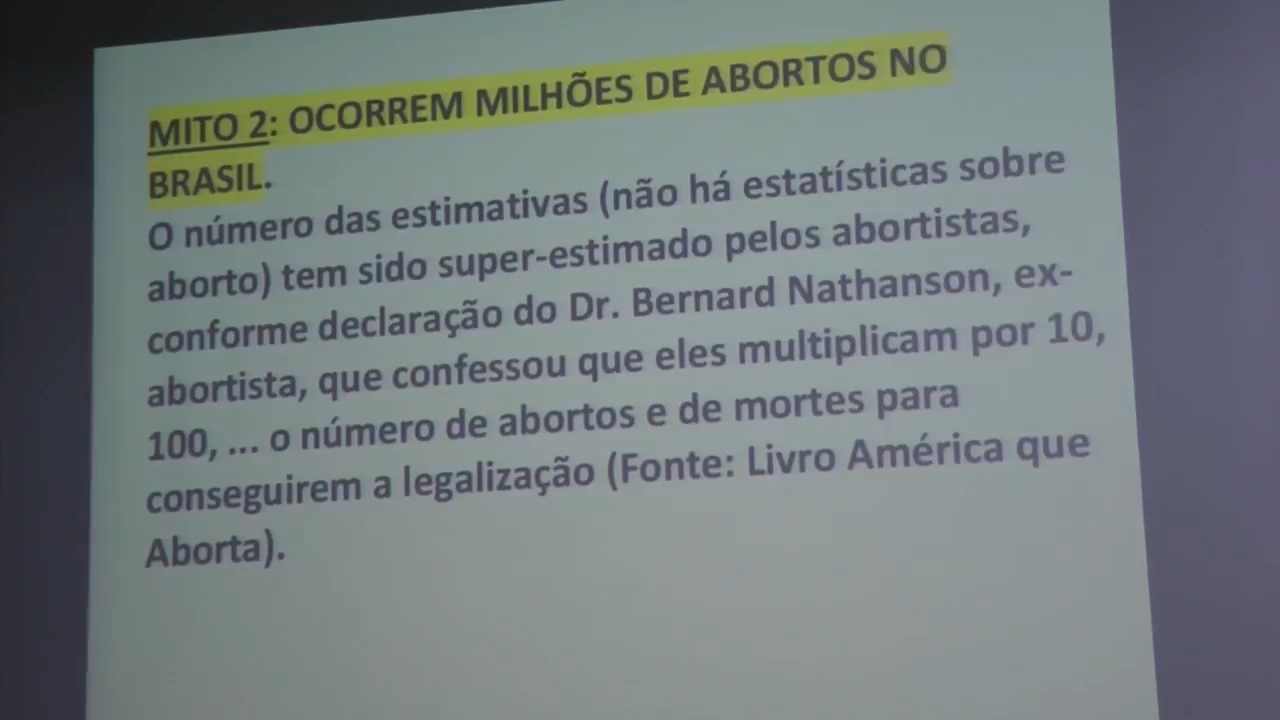 MITO 2: OCORREM MILHÕES DE ABORTOS NO
BRASIL.
O número das estimativas (não há estatísticas sobre
aborto) tem sido super-estimado pelos abortistas,
conforme declaração do Dr. Bernard Nathanson, ex-
abortista, que confessou que eles multiplicam por 10,
100, ... o número de abortos e de mortes para
conseguirem a legalização (Fonte: Livro América que
Aborta).